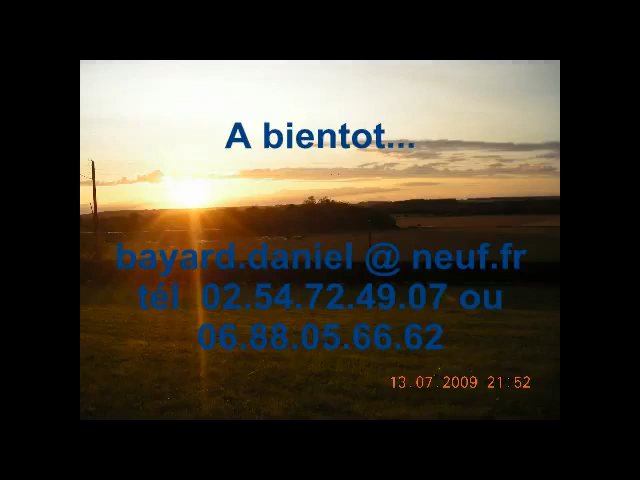 A bientot...
bayard.daniel @ neuf.fr
tél  02.54.72.49.07 ou
06.88.05.66.62
13.07.2009 21:52